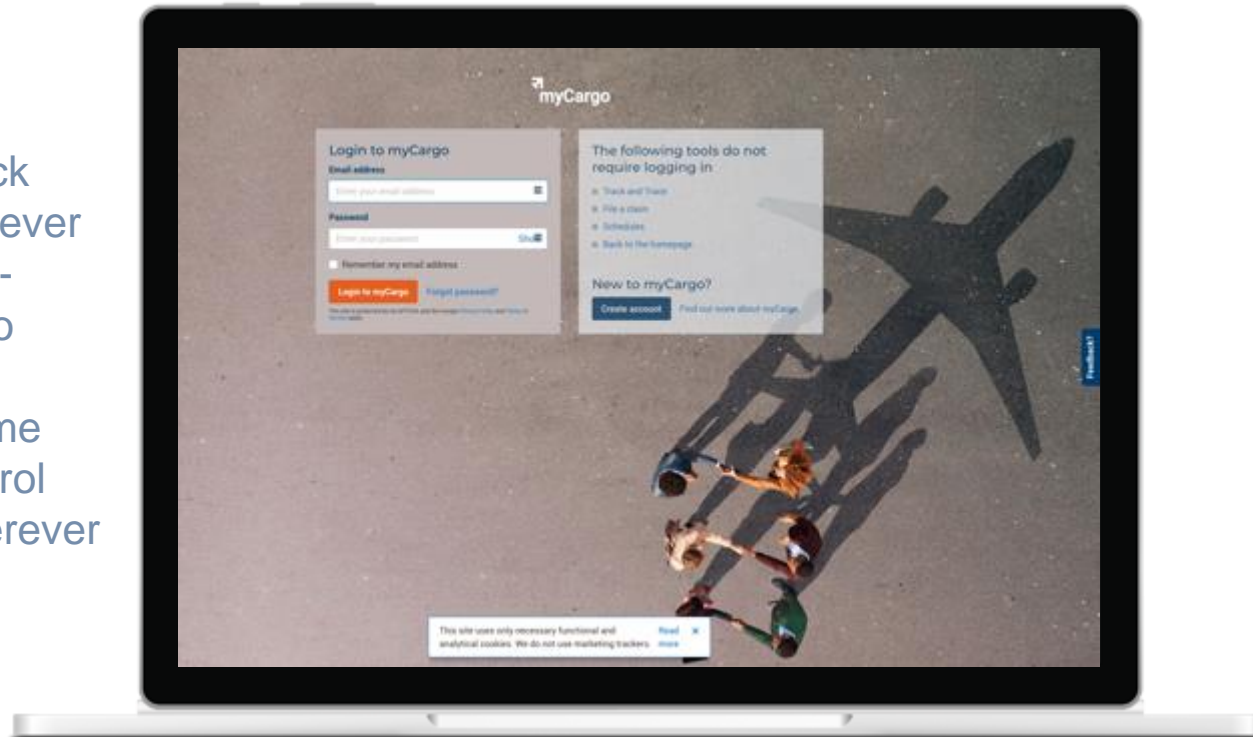 ck
ever
-
o
me
rol
erever
myCargo
Login to myCargo
Email address
Enter your email address
Password
Enter your password
Remember my email address
Login to myCargo
Forgot password?
The following tools do not
require logging in
Track and Trace
File a claim
Schedules
Back to the homepage
New to myCargo?
Create account
Find out more about myCargo
Feedback?
This site uses only necessary functional and
analytical cookies. We do not use marketing trackers.
Read
more
×